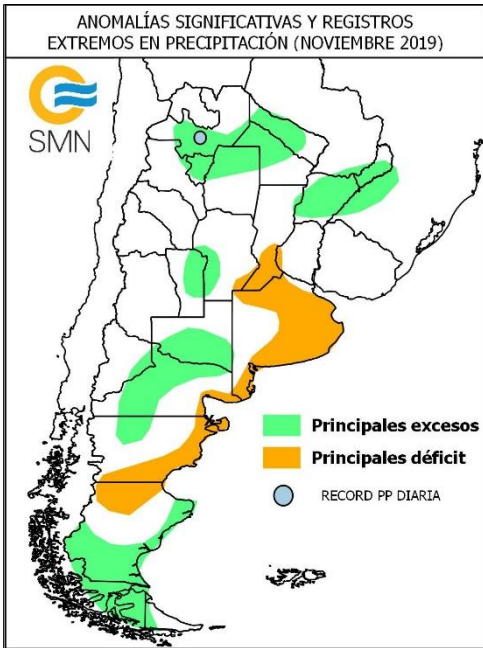 ANOMALÍAS SIGNIFICATIVAS Y REGISTROS
EXTREMOS EN PRECIPITACIÓN (NOVIEMBRE 2019)
SMN
Principales excesos
Principales déficit
RECORD PP DIARIA